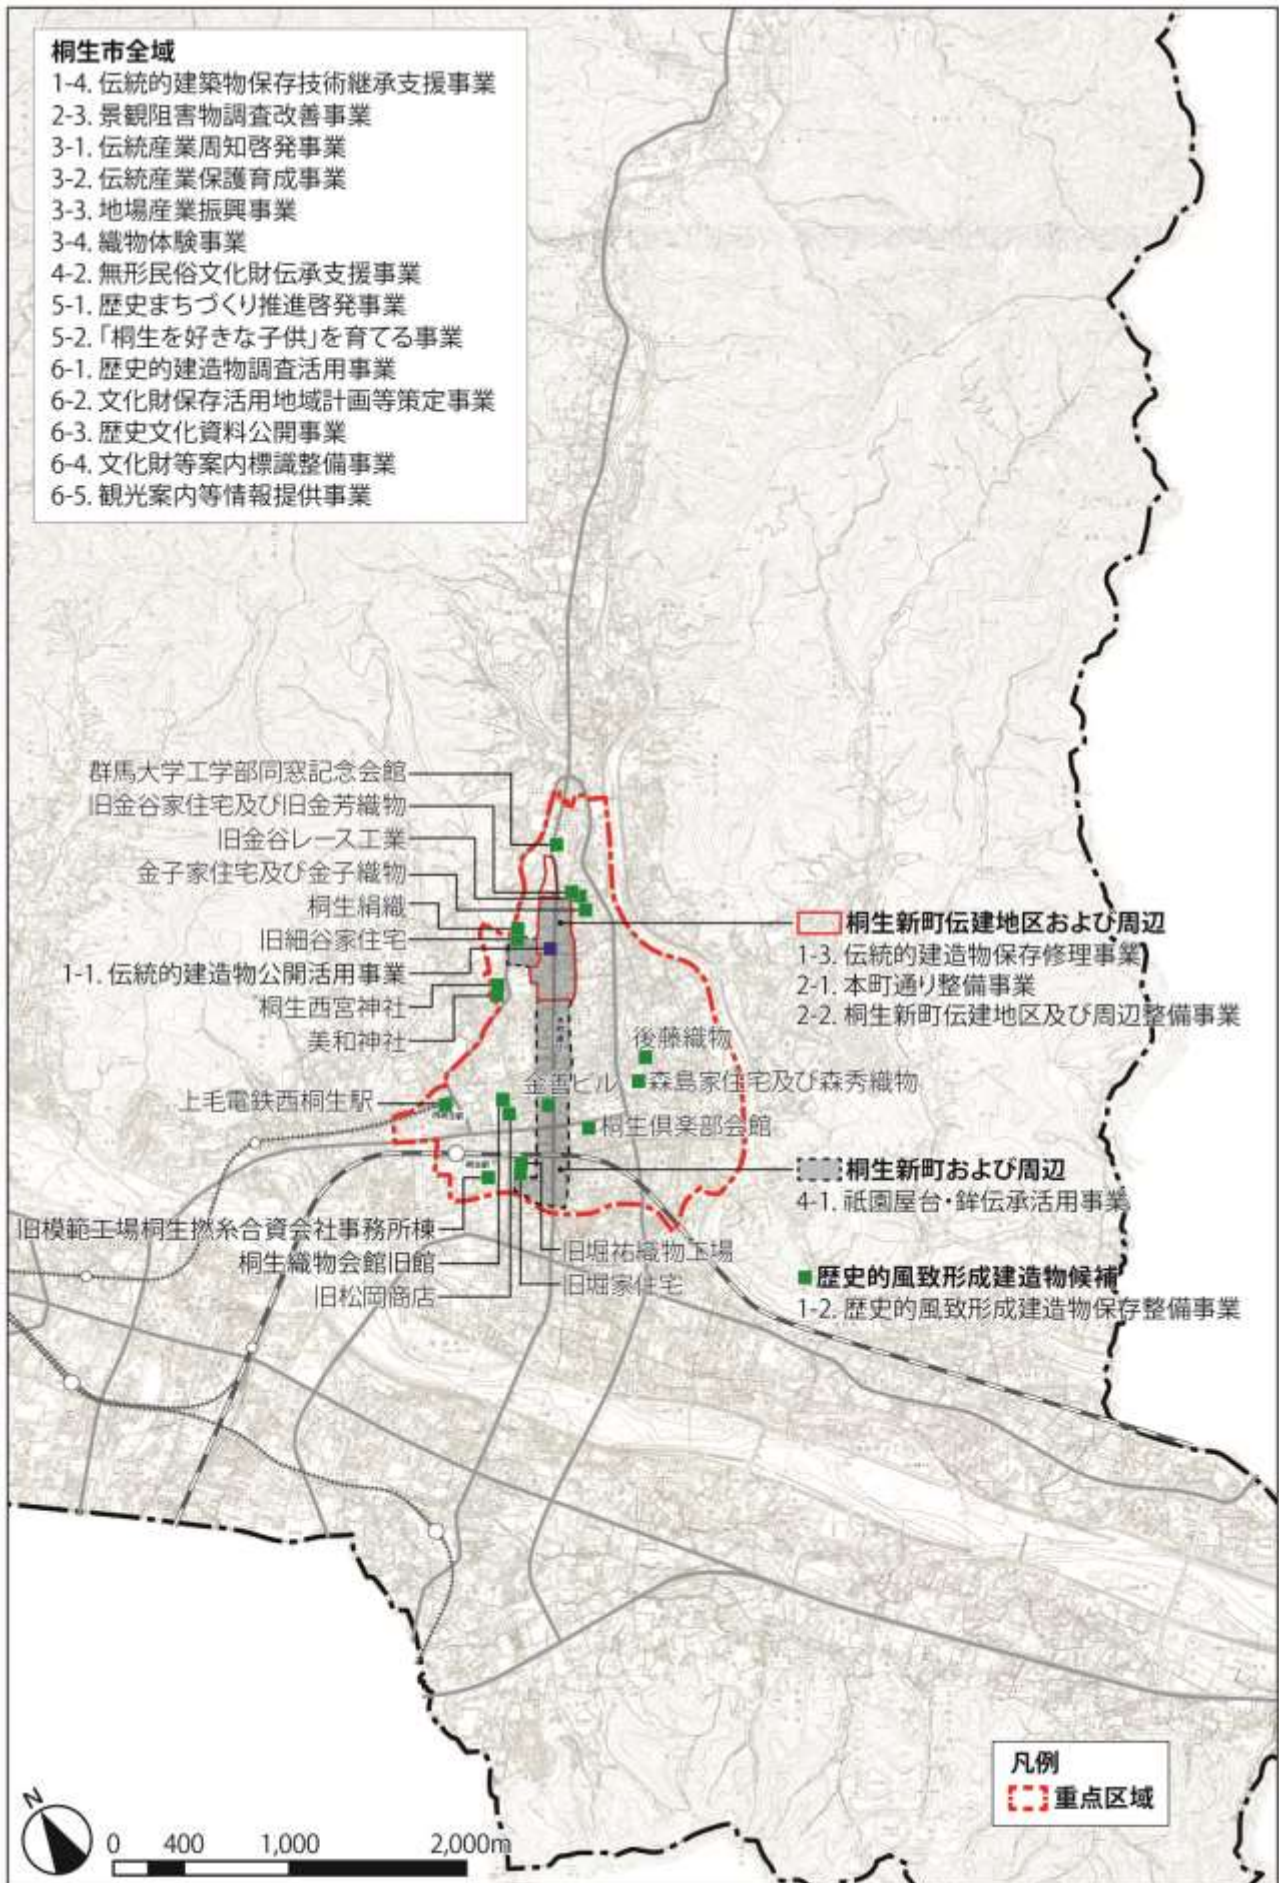 桐生市全域
1-4. 伝統的建築物保存技術継承支援事業
2-3. 景観阻害物調査改善事業
3-1. 伝統産業周知啓発事業
3-2. 伝統産業保護育成事業
3-3. 地場産業振興事業
3-4. 織物体験事業
4-2. 無形民俗文化財伝承支援事業
5-1. 歴史まちづくり推進啓発事業
5-2. 「桐生を好きな子供」を育てる事業
6-1. 歴史的建造物調査活用事業
6-2. 文化財保存活用地域計画等策定事業
6-3. 歴史文化資料公開事業
6-4. 文化財等案内標識整備事業
6-5. 観光案内等情報提供事業
群馬大学工学部同窓記念会館
旧金谷家住宅及び旧金芳織物
旧金谷レース工業
金子家住宅及び金子織物
桐生絹織
旧細谷家住宅
1-1. 伝統的建造物公開活用事業
桐生西宮神社
美和神社
上毛電鉄西桐生駅
桐生新町伝建地区および周辺
1-3. 伝統的建造物保存修理事業
2-1. 本町通り整備事業
2-2. 桐生新町伝建地区及び周辺整備事業
後藤織物
金善ビル
森島家住宅及び森秀織物
桐生倶楽部会館
桐生新町および周辺
4-1. 祇園屋台・鉾伝承活用事業
旧模範工場桐生撚糸合資会社事務所棟
桐生織物会館旧館
旧松岡商店
旧堀祐織物工場
旧堀家住宅
歴史的風致形成建造物候補
1-2. 歴史的風致形成建造物保存整備事業
凡例
重点区域
N
0 400 1,000 2,000m